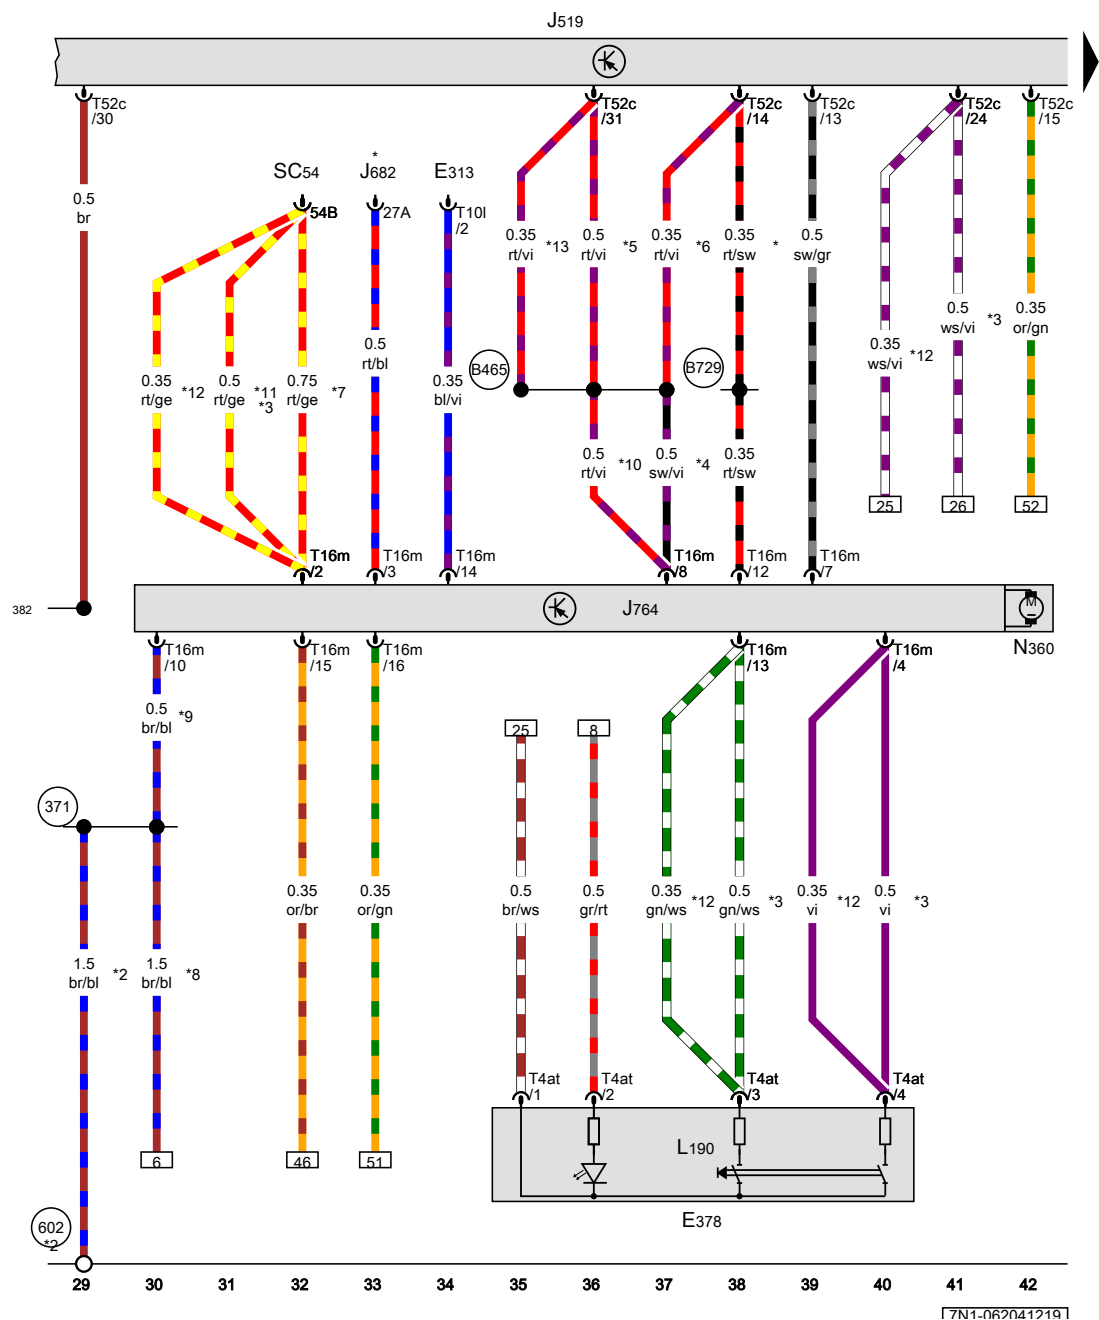 J519
T52c /30
T52c /31
T52c /14
T52c /13
T52c /24
T52c /15
SC54
*
J682
E313
54B
27A
T10l /2
0.5 br
0.35 rt/vi *13
0.5 rt/vi *5
0.35 rt/vi *6
0.35 rt/sw *
0.5 sw/gr
0.35 rt/ge *12
0.5 rt/ge *11 *3
0.75 rt/ge *7
0.5 rt/bl
0.35 bl/vi
B465
B729
0.35 ws/vi *12
0.5 ws/vi *3
0.35 or/gn
0.5 rt/vi *10
0.5 sw/vi *4
0.35 rt/sw
25
26
52
T16m /2
T16m /3
T16m /14
T16m /8
T16m /12
T16m /7
382
J764
M
N360
T16m /10
T16m /15
T16m /16
T16m /13
T16m /4
0.5 br/bl *9
25
8
371
0.35 or/br
0.35 or/gn
0.5 br/ws
0.5 gr/rt
0.35 gn/ws *12
0.5 gn/ws *3
0.35 vi *12
0.5 vi *3
1.5 br/bl *2
1.5 br/bl *8
T4at /1
T4at /2
T4at /3
T4at /4
6
46
51
L190
E378
602 *2
29 30 31 32 33 34 35 36 37 38 39 40 41 42
7N1-062041219